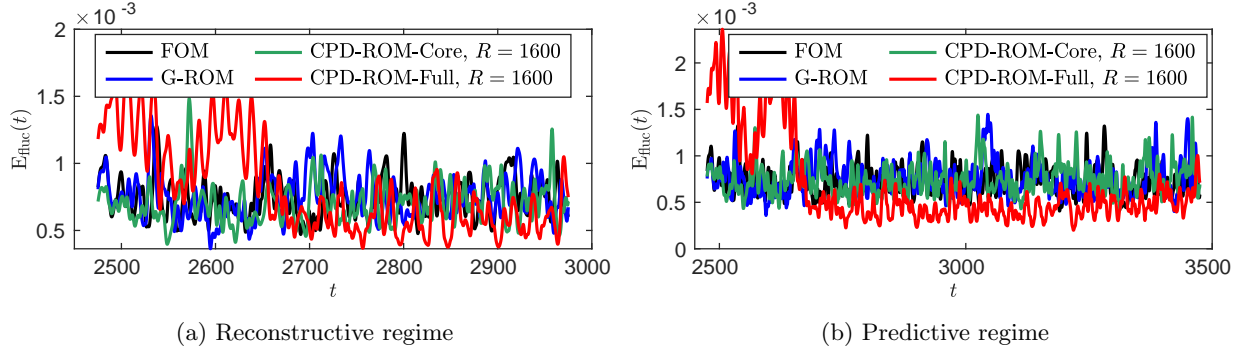 × 10⁻³
2
1.5
1
0.5
E_fluc(t)
FOM
CPD-ROM-Core, R = 1600
G-ROM
CPD-ROM-Full, R = 1600
2500 2600 2700 2800 2900 3000
t
(a) Reconstructive regime
× 10⁻³
2
1.5
1
0.5
0
E_fluc(t)
FOM
CPD-ROM-Core, R = 1600
G-ROM
CPD-ROM-Full, R = 1600
2500 3000 3500
t
(b) Predictive regime